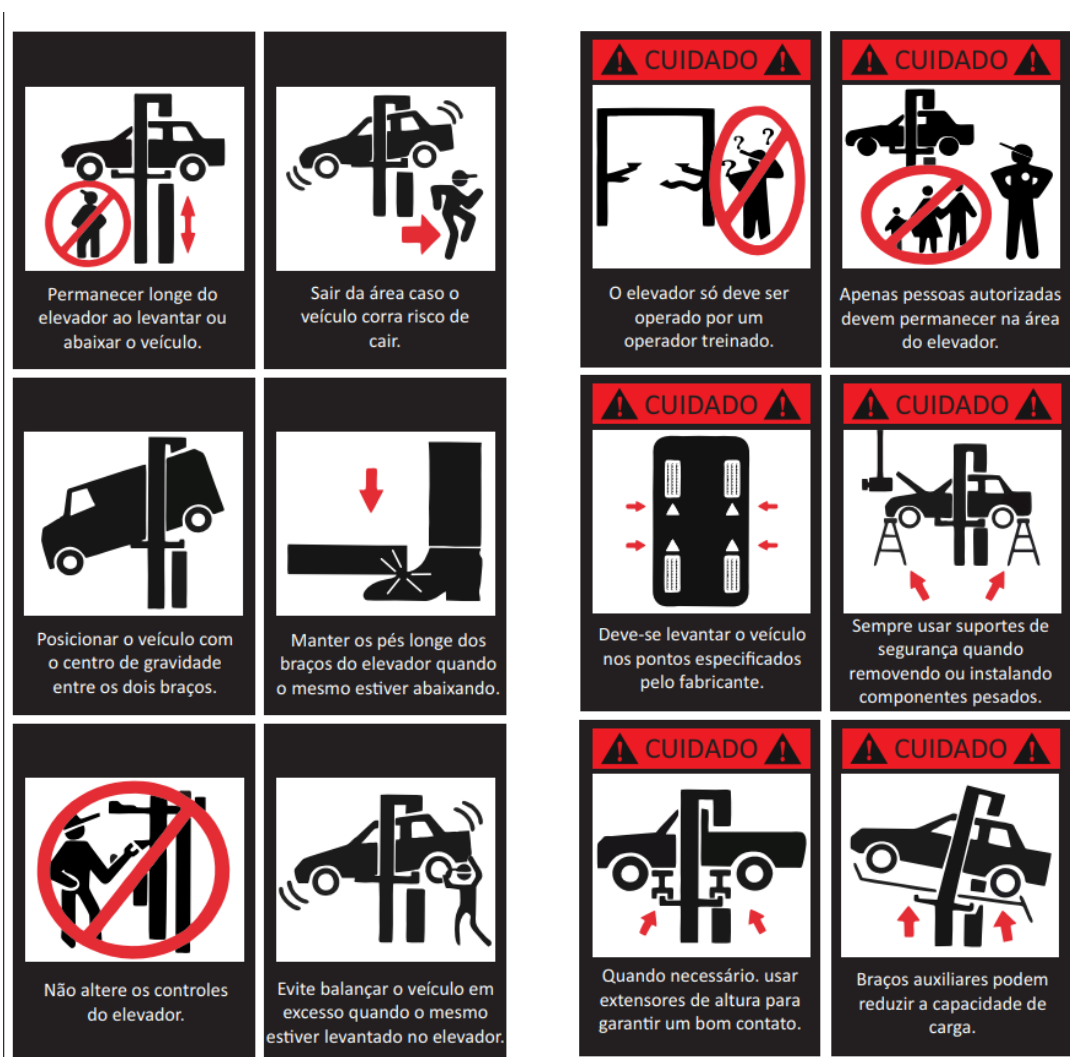 Permanecer longe do
elevador ao levantar ou
abaixar o veículo.
Sair da área caso o
veículo corra risco de
cair.
CUIDADO
O elevador só deve ser
operado por um
operador treinado.
CUIDADO
Apenas pessoas autorizadas
devem permanecer na área
do elevador.
Posicionar o veículo com
o centro de gravidade
entre os dois braços.
Manter os pés longe dos
braços do elevador quando
o mesmo estiver abaixando.
CUIDADO
Deve-se levantar o veículo
nos pontos especificados
pelo fabricante.
CUIDADO
Sempre usar suportes de
segurança quando
removendo ou instalando
componentes pesados.
Não altere os controles
do elevador.
Evite balançar o veículo em
excesso quando o mesmo
estiver levantado no elevador.
CUIDADO
Quando necessário. usar
extensores de altura para
garantir um bom contato.
CUIDADO
Braços auxiliares podem
reduzir a capacidade de
carga.